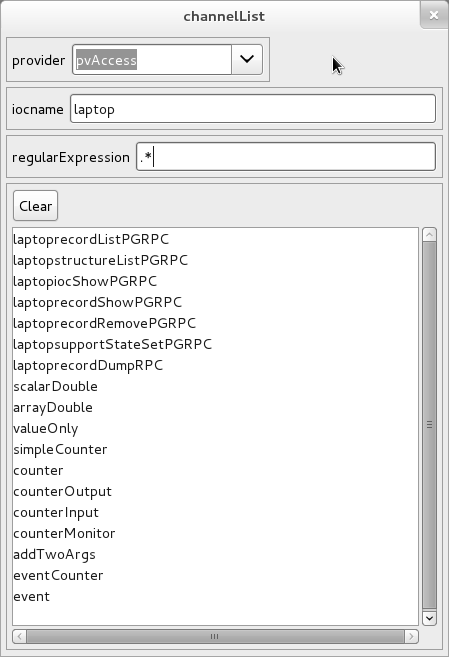 channelList
provider pvAccess
iocname laptop
regularExpression .*
Clear
laptoprecordListPGRPC
laptopstructureListPGRPC
laptopiocShowPGRPC
laptoprecordShowPGRPC
laptoprecordRemovePGRPC
laptopsupportStateSetPGRPC
laptoprecordDumpRPC
scalarDouble
arrayDouble
valueOnly
simpleCounter
counter
counterOutput
counterInput
counterMonitor
addTwoArgs
eventCounter
event